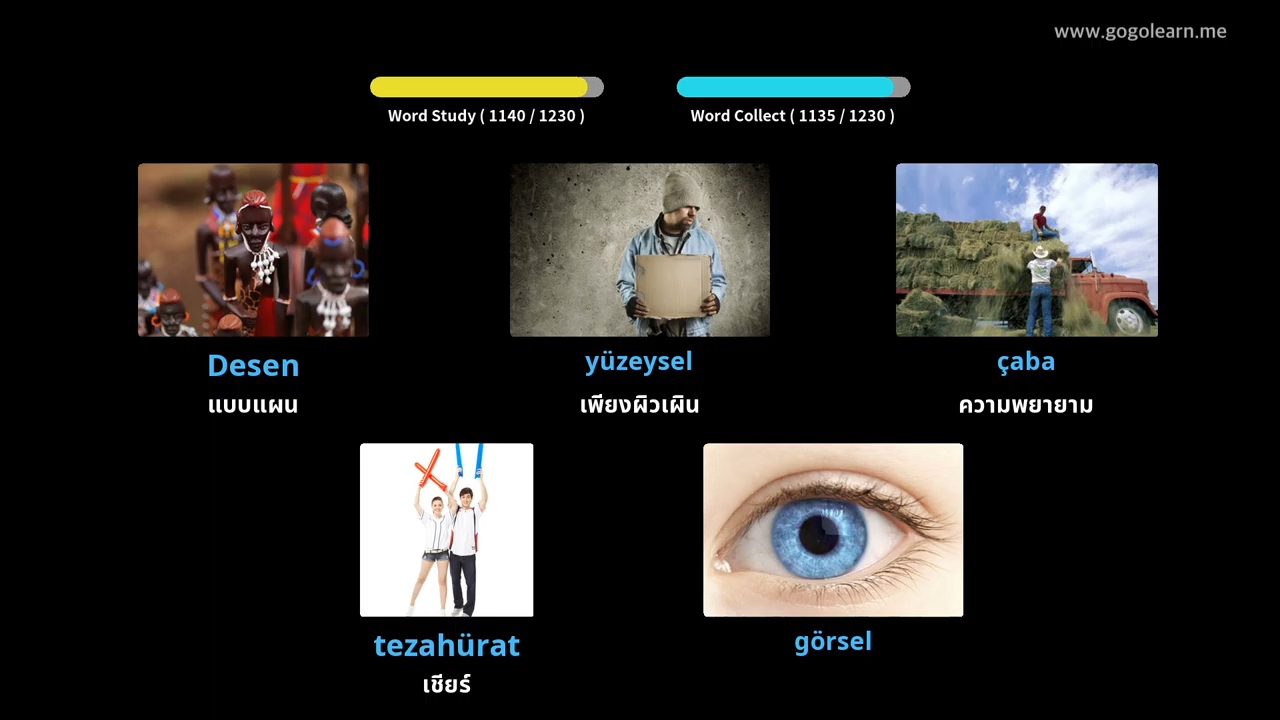 www.gogolearn.me
Word Study ( 1140 / 1230 )
Word Collect ( 1135 / 1230 )
Desen
แบบแผน
yüzeysel
เพียงผิวเผิน
çaba
ความพยายาม
tezahürat
เชียร์
görsel